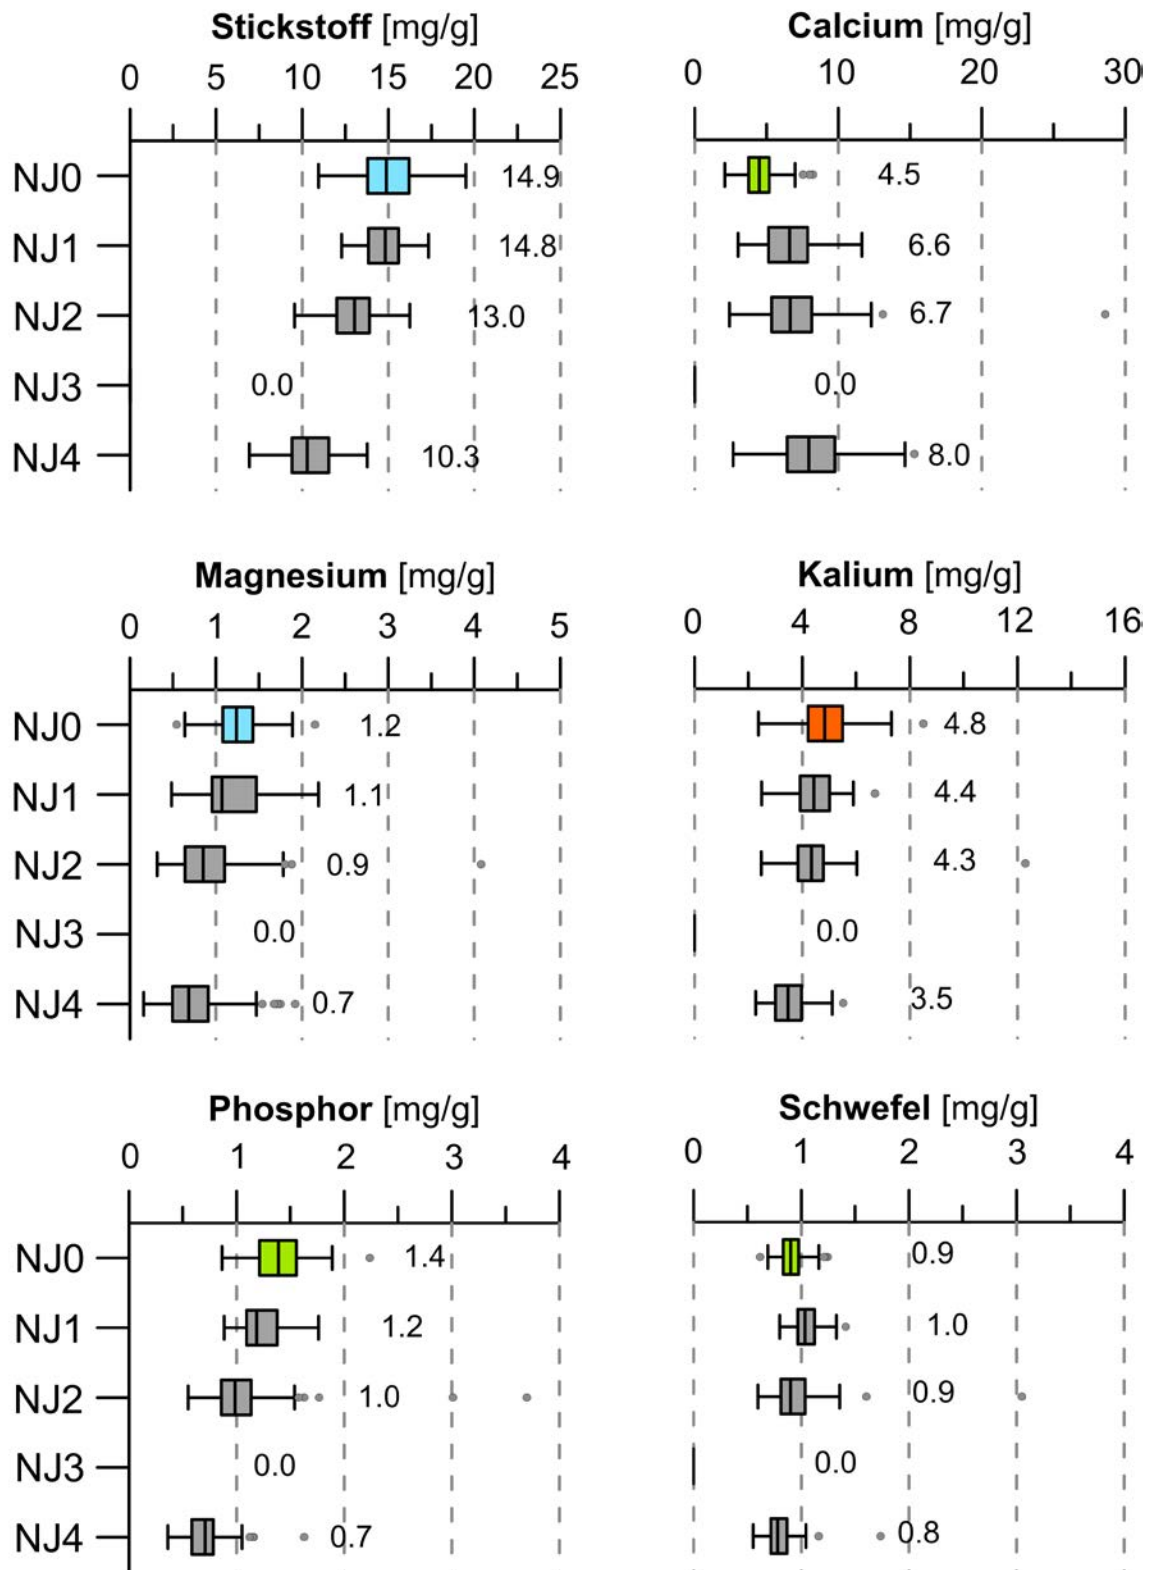 Stickstoff [mg/g]
0 5 10 15 20 25
NJ0 14.9
NJ1 14.8
NJ2 13.0
NJ3 0.0
NJ4 10.3
Calcium [mg/g]
0 10 20 30
4.5
6.6
6.7
0.0
8.0
Magnesium [mg/g]
0 1 2 3 4 5
NJ0 1.2
NJ1 1.1
NJ2 0.9
NJ3 0.0
NJ4 0.7
Kalium [mg/g]
0 4 8 12 16
4.8
4.4
4.3
0.0
3.5
Phosphor [mg/g]
0 1 2 3 4
NJ0 1.4
NJ1 1.2
NJ2 1.0
NJ3 0.0
NJ4 0.7
Schwefel [mg/g]
0 1 2 3 4
0.9
1.0
0.9
0.0
0.8